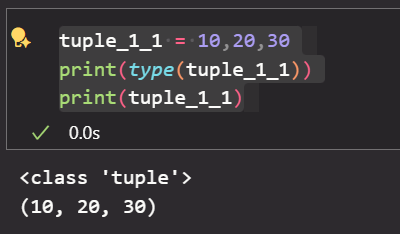 tuple_1_1 = 10,20,30
print(type(tuple_1_1))
print(tuple_1_1)
0.0s
<class 'tuple'>
(10, 20, 30)